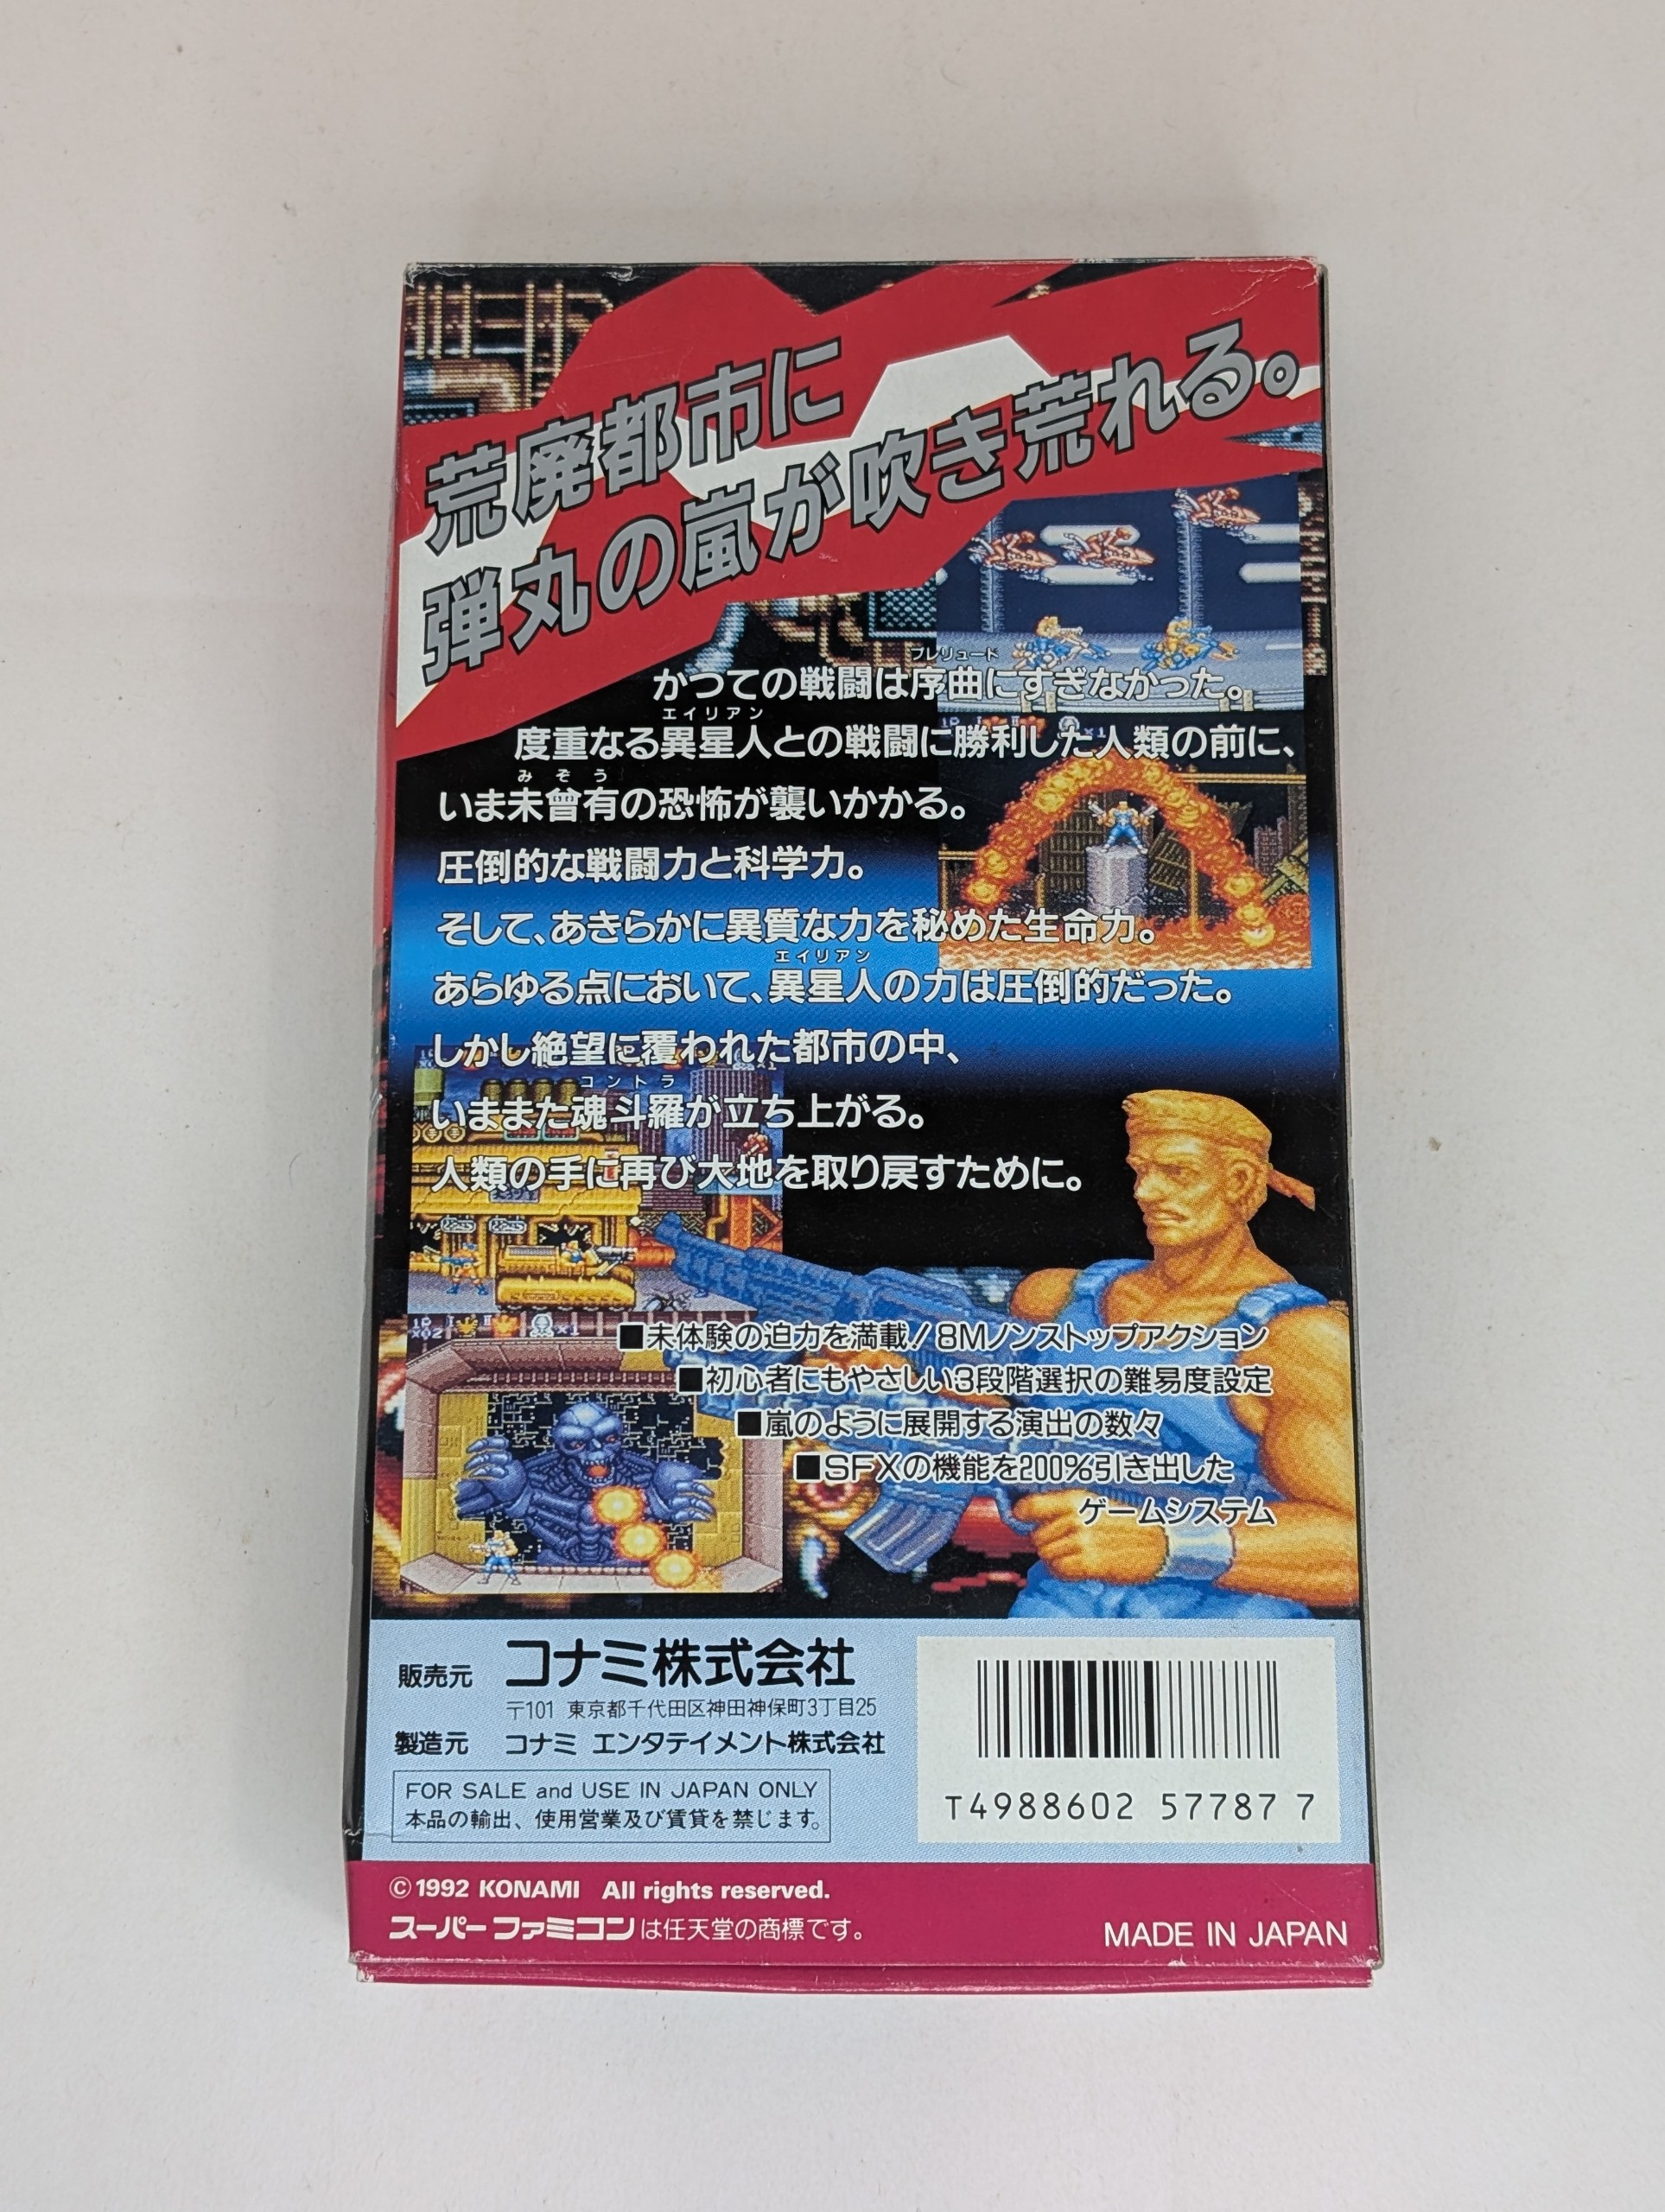 荒廃都市に
弾丸の嵐が吹き荒れる。
プレリュード
かつての戦闘は序曲にすぎなかった。
エイリアン
度重なる異星人との戦闘に勝利した人類の前に、
みぞう
いま未曾有の恐怖が襲いかかる。
圧倒的な戦闘力と科学力。
そして、あきらかに異質な力を秘めた生命力。
エイリアン
あらゆる点において、異星人の力は圧倒的だった。
しかし絶望に覆われた都市の中、
コントラ
いままた魂斗羅が立ち上がる。
人類の手に再び大地を取り戻すために。
■未体験の迫力を満載!8Mノンストップアクション
■初心者にもやさしい3段階選択の難易度設定
■嵐のように展開する演出の数々
■SFXの機能を200%引き出した
ゲームシステム
販売元 コナミ株式会社
〒101 東京都千代田区神田神保町3丁目25
製造元 コナミ エンタテイメント株式会社
FOR SALE and USE IN JAPAN ONLY
本品の輸出、使用営業及び賃貸を禁じます。
T4988602 57787 7
©1992 KONAMI All rights reserved.
スーパーファミコンは任天堂の商標です。
MADE IN JAPAN